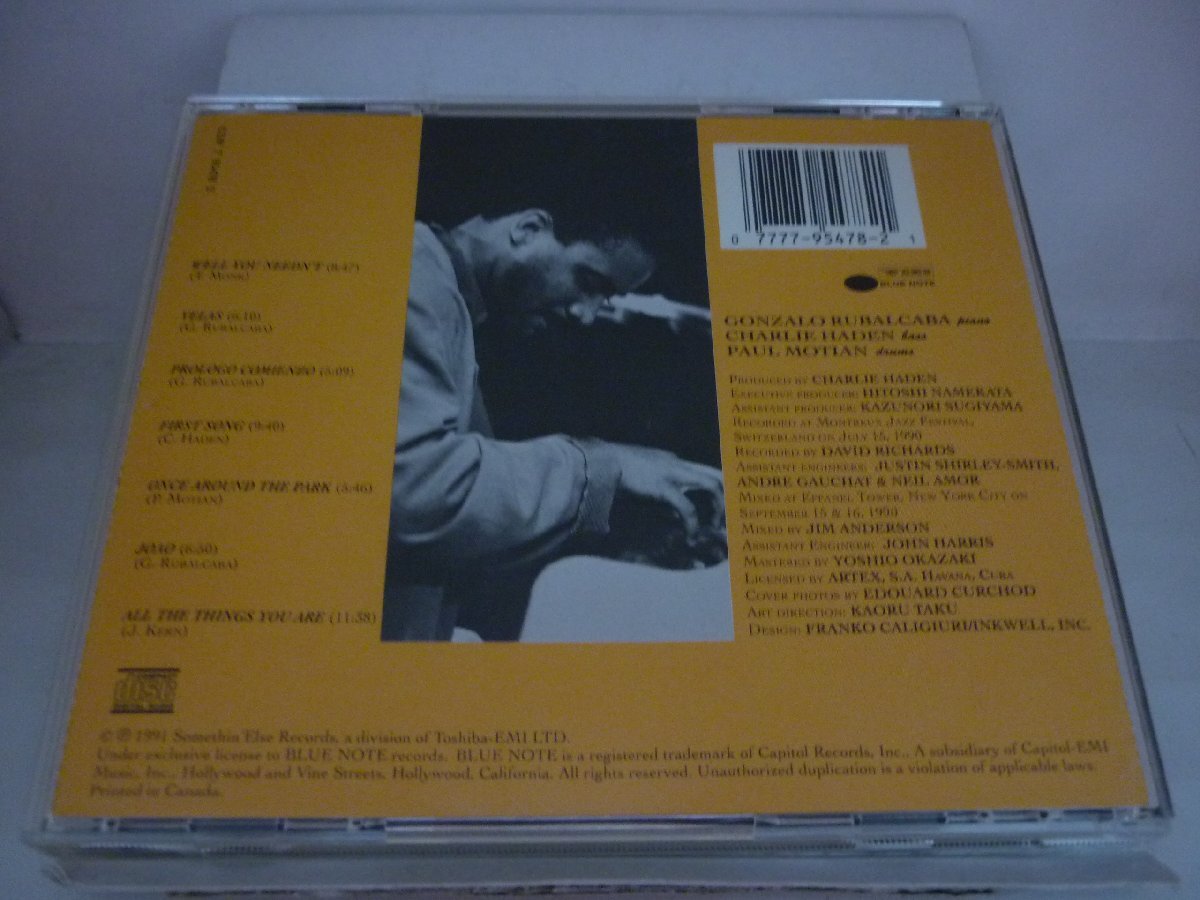 WELL YOU NEEDN'T (8:47)
(T. MONK)
VELAS (6:10)
(G. RUBALCABA)
PROLOGO COMIENZO (5:09)
(G. RUBALCABA)
FIRST SONG (9:40)
(C. HADEN)
ONCE AROUND THE PARK (5:46)
(P. MOTIAN)
JOAO (6:50)
(G. RUBALCABA)
ALL THE THINGS YOU ARE (11:38)
(J. KERN)
disc
DIGITAL AUDIO
0 7777-95478-2 1
BLUE NOTE
GONZALO RUBALCABA piano
CHARLIE HADEN bass
PAUL MOTIAN drums
PRODUCED BY CHARLIE HADEN
EXECUTIVE PRODUCER: HITOSHI NAMEKATA
ASSISTANT PRODUCER: KAZUNORI SUGIYAMA
RECORDED AT MONTREUX JAZZ FESTIVAL,
SWITZERLAND ON JULY 15, 1990
RECORDED BY DAVID RICHARDS
ASSISTANT ENGINEERS: JUSTIN SHIRLEY-SMITH,
ANDRE GAUCHAT & NEIL AMOR
MIXED AT EFFANEL TOWER, NEW YORK CITY ON
SEPTEMBER 15 & 16, 1990
MIXED BY JIM ANDERSON
ASSISTANT ENGINEER: JOHN HARRIS
MASTERED BY YOSHIO OKAZAKI
LICENSED BY ARTEX, S.A. HAVANA, CUBA
COVER PHOTOS BY EDOUARD CURCHOD
ART DIRECTION: KAORU TAKU
DESIGN: FRANKO CALIGIURI/INKWELL, INC.
© ℗ 1991 Somethin'Else Records, a division of Toshiba-EMI LTD.
Under exclusive license to BLUE NOTE records. BLUE NOTE is a registered trademark of Capitol Records, Inc., A subsidiary of Capitol-EMI
Music, Inc., Hollywood and Vine Streets, Hollywood, California. All rights reserved. Unauthorized duplication is a violation of applicable laws.
Printed in Canada.